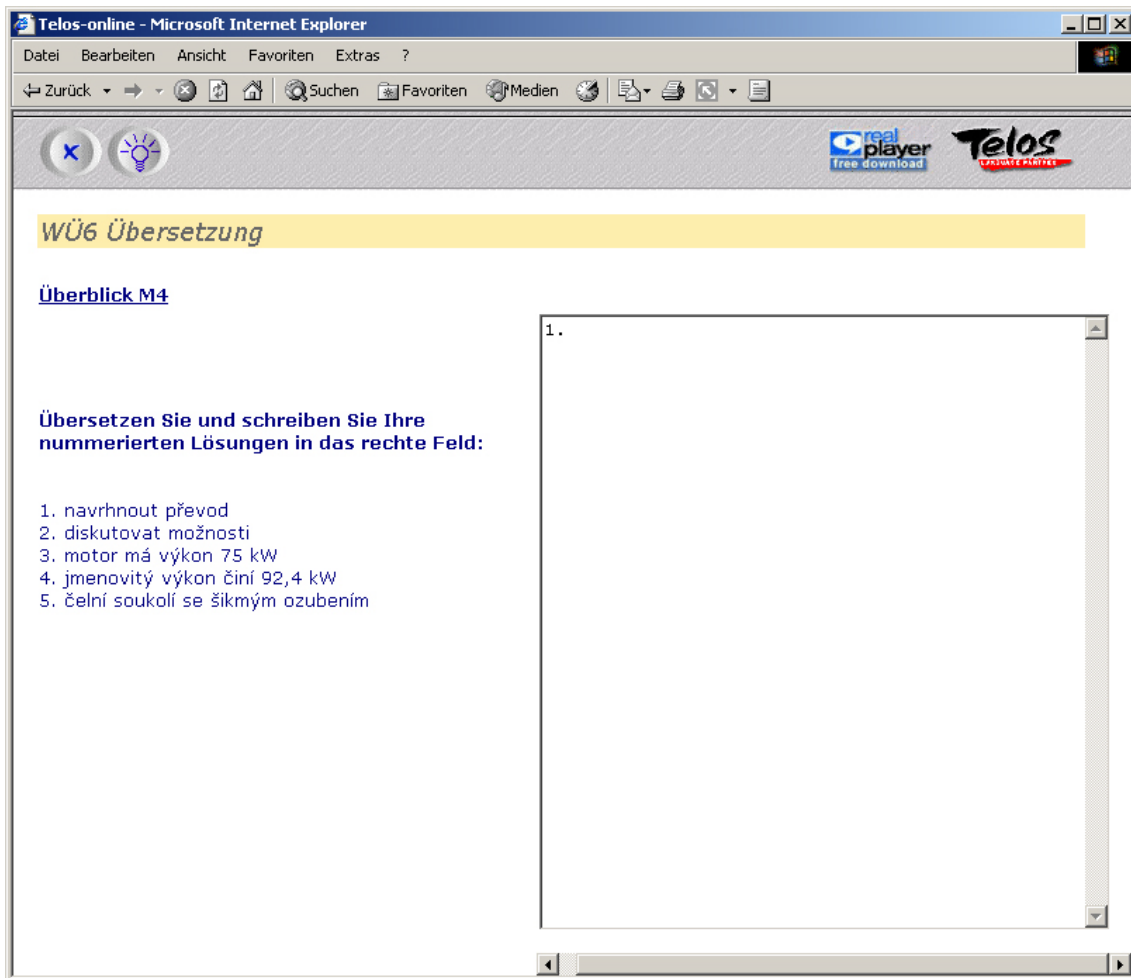 Telos-online - Microsoft Internet Explorer
Datei Bearbeiten Ansicht Favoriten Extras ?
Zurück Suchen Favoriten Medien
real player free download
Telos
LANGUAGE PARTNER
WÜ6 Übersetzung
Überblick M4
1.
Übersetzen Sie und schreiben Sie Ihre
nummerierten Lösungen in das rechte Feld:
1. navrhnout převod
2. diskutovat možnosti
3. motor má výkon 75 kW
4. jmenovitý výkon činí 92,4 kW
5. čelní soukolí se šikmým ozubením